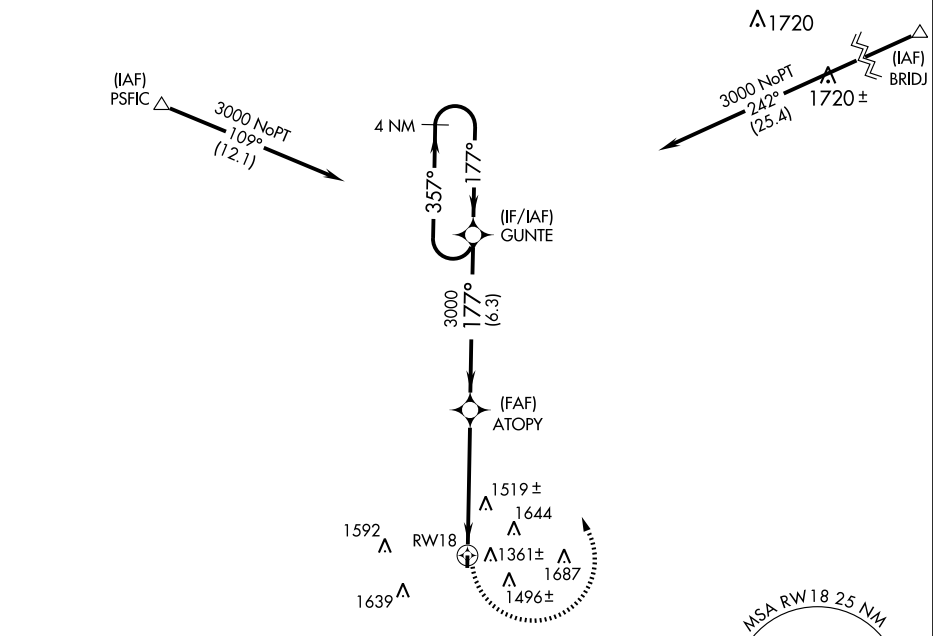 1720
(IAF)
PSFIC
3000 NoPT
109°
(12.1)
4 NM
357°
177°
(IF/IAF)
GUNTE
3000 NoPT
242°
(25.4)
1720 ±
(IAF)
BRIDJ
3000
177°
(6.3)
(FAF)
ATOPY
1519 ±
1644
1592
RW18
1361±
1687
1639
1496±
MSA RW18 25 NM